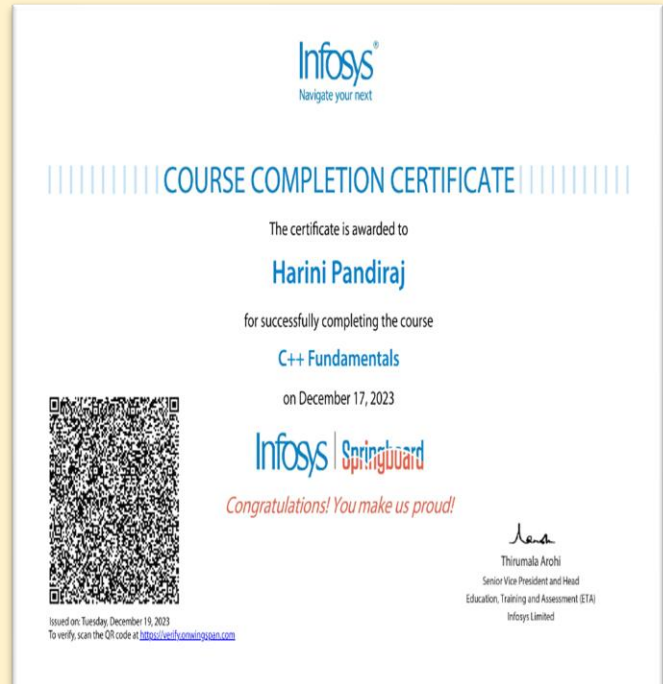 Infosys®
Navigate your next
COURSE COMPLETION CERTIFICATE
The certificate is awarded to
Harini Pandiraj
for successfully completing the course
C++ Fundamentals
on December 17, 2023
Infosys | Springboard
Congratulations! You make us proud!
Thirumala Arohi
Senior Vice President and Head
Education, Training and Assessment (ETA)
Infosys Limited
Issued on: Tuesday, December 19, 2023
To verify, scan the QR code at https://verify.onwingspan.com